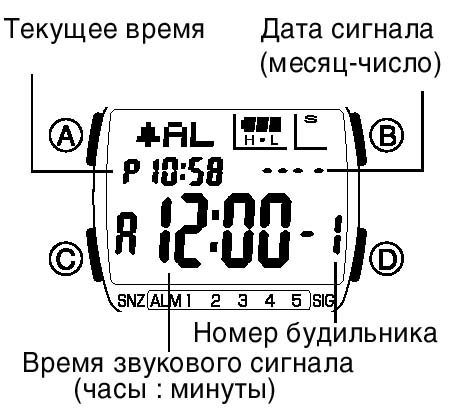 Текущее время
Дата сигнала
(месяц-число)
A
B
AL
H • L
S
P 10:58 - - - -
A 12:00-1
C
D
SNZ ALM 1 2 3 4 5 SIG
Номер будильника
Время звукового сигнала
(часы : минуты)